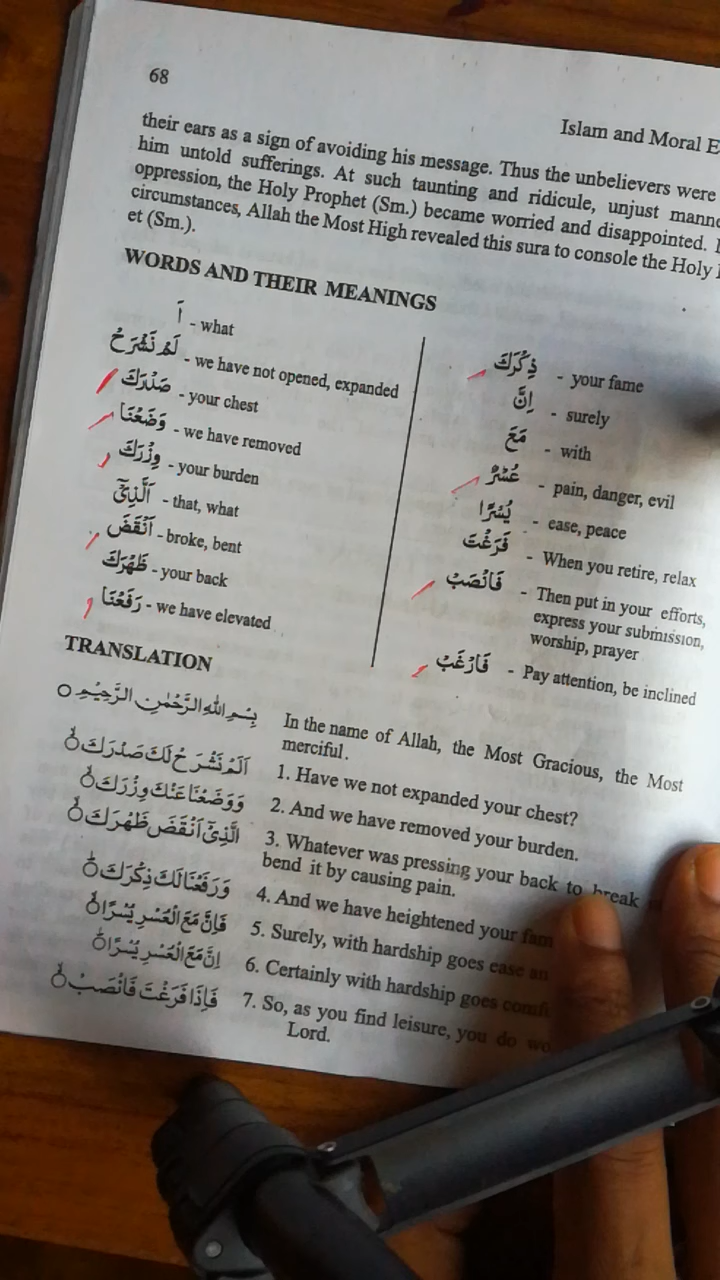 68
Islam and Moral E
their ears as a sign of avoiding his message. Thus the unbelievers were
him untold sufferings. At such taunting and ridicule, unjust manne
oppression, the Holy Prophet (Sm.) became worried and disappointed.
circumstances, Allah the Most High revealed this sura to console the Holy
et (Sm.).
WORDS AND THEIR MEANINGS
اَ - what
لَمْ نَشْرَحْ - we have not opened, expanded
صَدْرَكَ - your chest
وَضَعْنَا - we have removed
وِزْرَكَ - your burden
اَلَّذِىْٓ - that, what
اَنْقَضَ - broke, bent
ظَهْرَكَ - your back
رَفَعْنَا - we have elevated
ذِكْرَكَ - your fame
اِنَّ - surely
مَعَ - with
عُسْرٌ - pain, danger, evil
يُسْرًا - ease, peace
فَرَغْتَ - When you retire, relax
فَانْصَبْ - Then put in your efforts,
express your submission,
worship, prayer
فَارْغَبْ - Pay attention, be inclined
TRANSLATION
بِسْمِ اللهِ الرَّحْمٰنِ الرَّحِيْمِ ○ In the name of Allah, the Most Gracious, the Most
merciful.
اَلَمْ نَشْرَحْ لَكَ صَدْرَكَ ○ 1. Have we not expanded your chest?
وَوَضَعْنَا عَنْكَ وِزْرَكَ ○ 2. And we have removed your burden.
الَّذِىْٓ اَنْقَضَ ظَهْرَكَ ○ 3. Whatever was pressing your back to break
bend it by causing pain.
وَرَفَعْنَا لَكَ ذِكْرَكَ ○ 4. And we have heightened your fam
فَاِنَّ مَعَ الْعُسْرِ يُسْرًا ○ 5. Surely, with hardship goes ease an
اِنَّ مَعَ الْعُسْرِ يُسْرًا ○ 6. Certainly with hardship goes comf
فَاِذَا فَرَغْتَ فَانْصَبْ ○ 7. So, as you find leisure, you do wo
Lord.